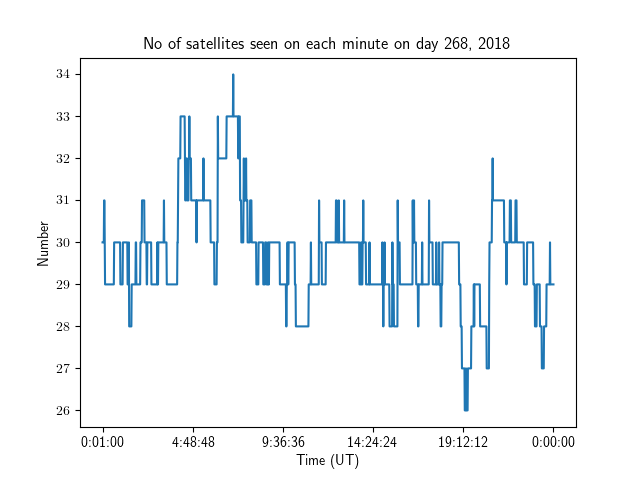 No of satellites seen on each minute on day 268, 2018
34
33
32
31
30
29
28
27
26
Number
0:01:00 4:48:48 9:36:36 14:24:24 19:12:12 0:00:00
Time (UT)